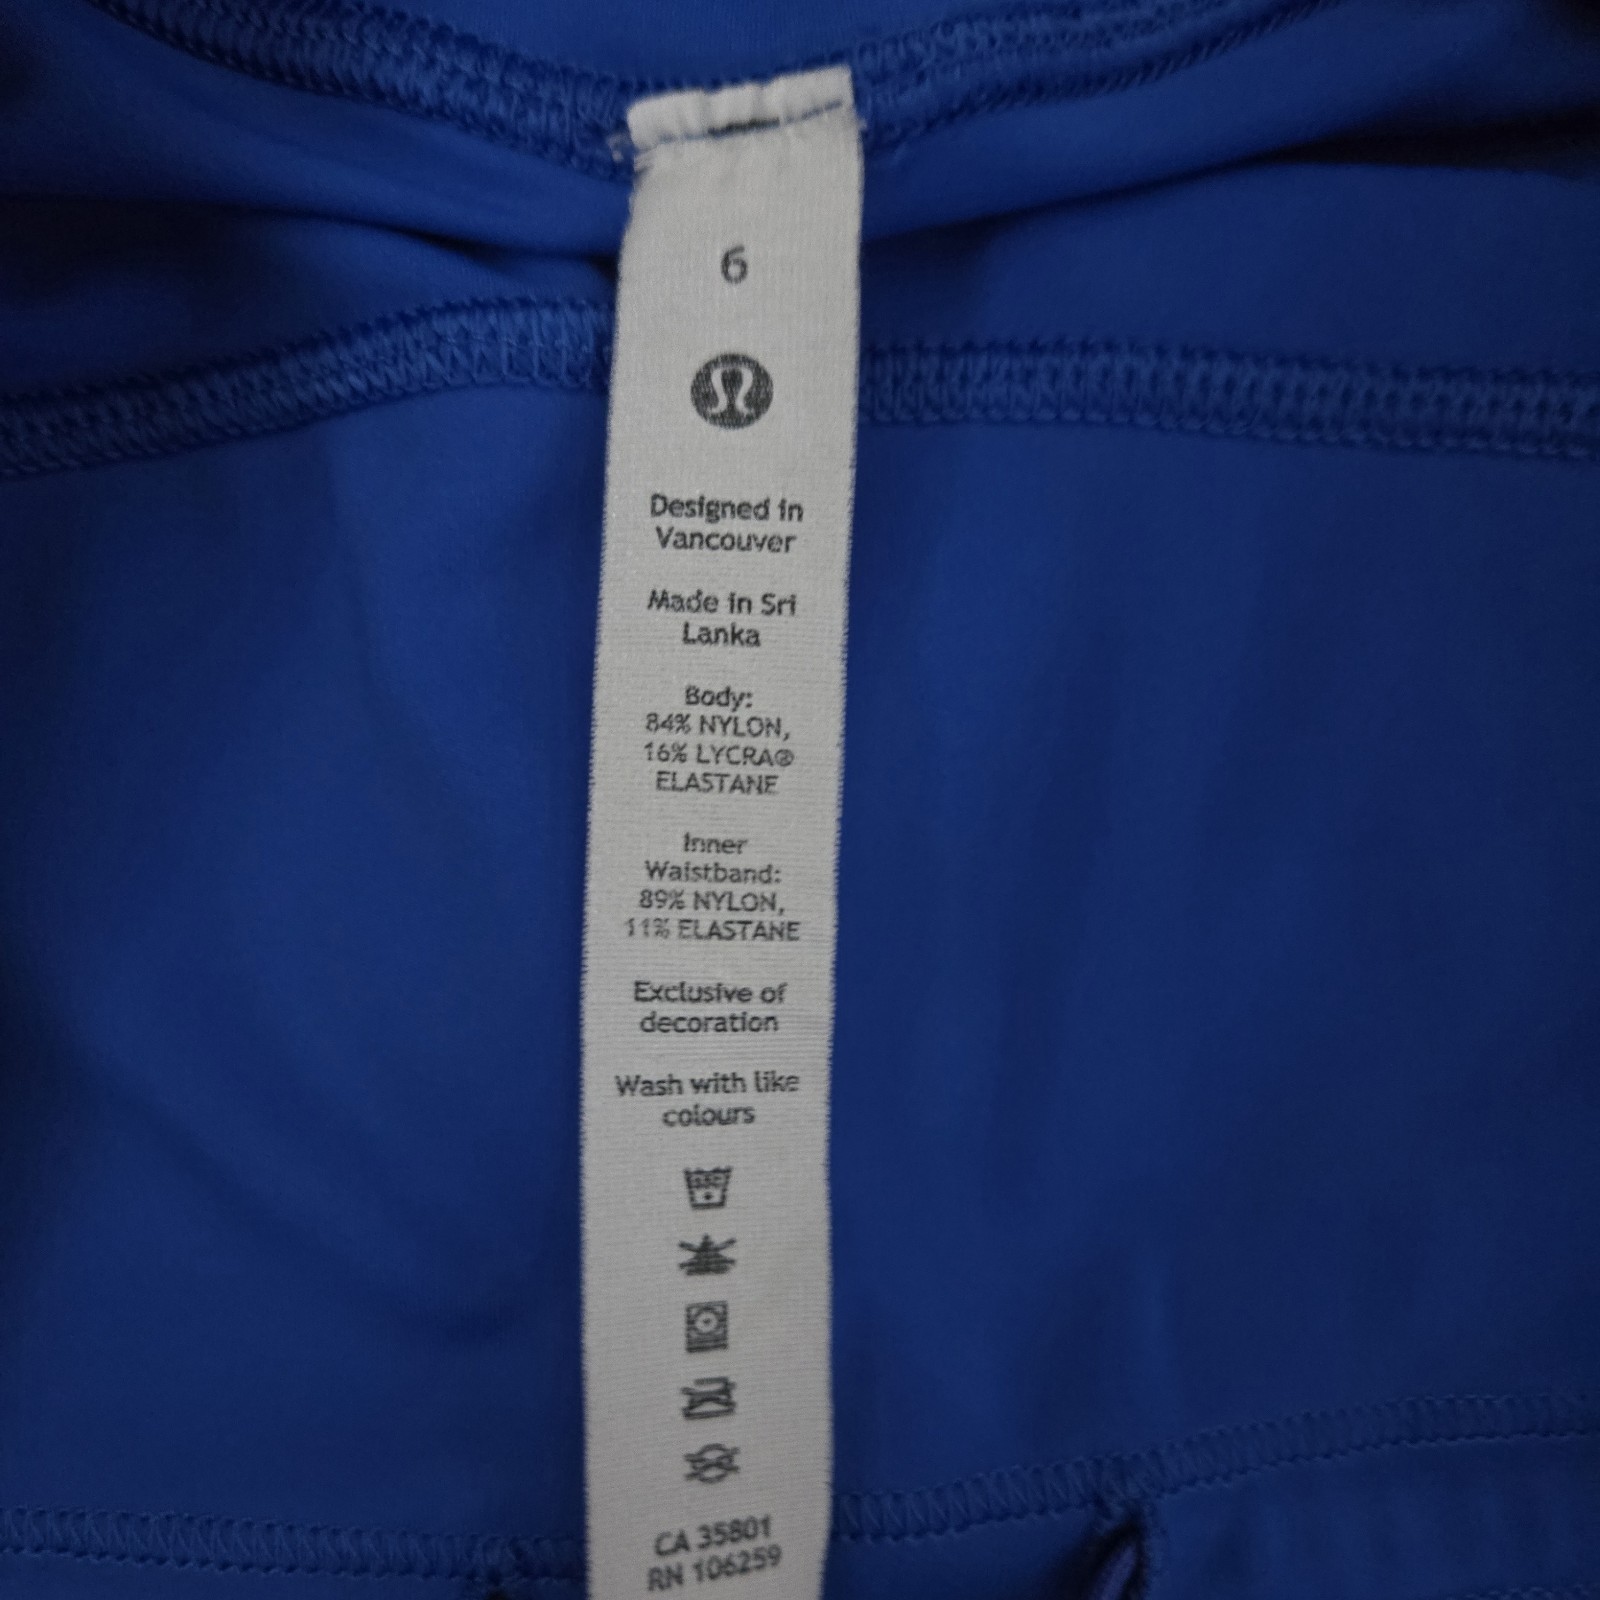 6
Designed in
Vancouver
Made in Sri
Lanka
Body:
84% NYLON,
16% LYCRA®
ELASTANE
Inner
Waistband:
89% NYLON,
11% ELASTANE
Exclusive of
decoration
Wash with like
colours
CA 35801
RN 106259